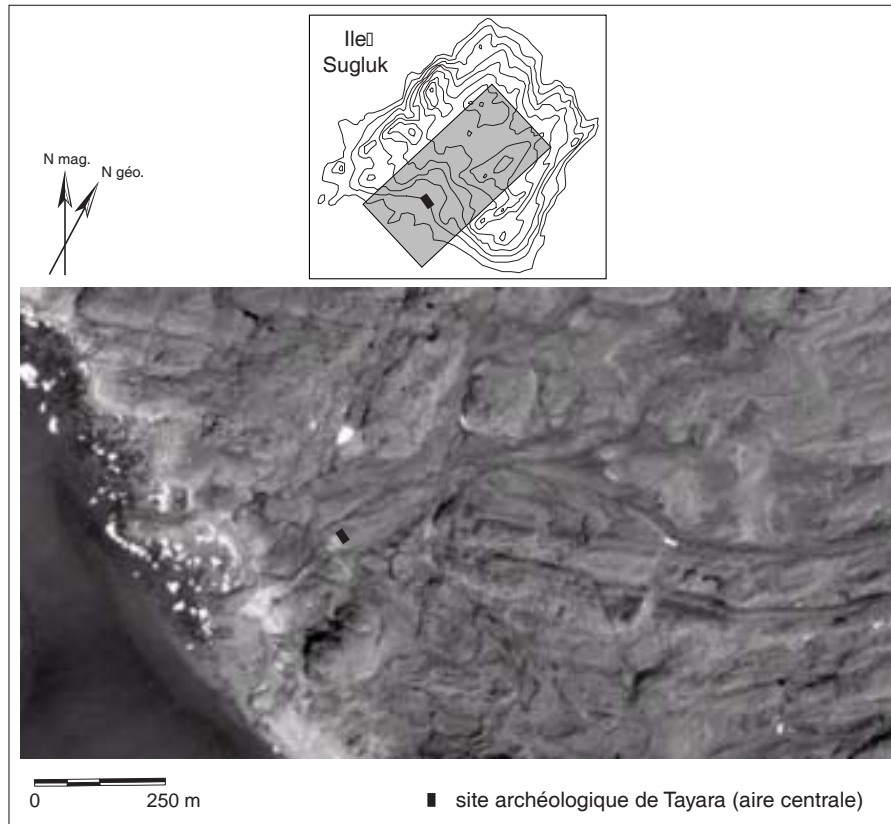 Ile
Sugluk
N mag.
N géo.
0 250 m
site archéologique de Tayara (aire centrale)